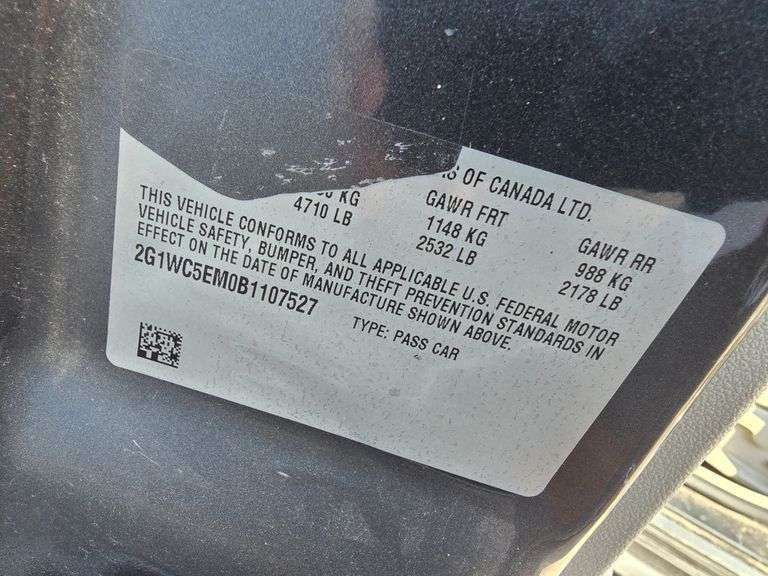 OF CANADA LTD.
KG GAWR FRT GAWR RR
4710 LB 1148 KG 988 KG
2532 LB 2178 LB
THIS VEHICLE CONFORMS TO ALL APPLICABLE U.S. FEDERAL MOTOR
VEHICLE SAFETY, BUMPER, AND THEFT PREVENTION STANDARDS IN
EFFECT ON THE DATE OF MANUFACTURE SHOWN ABOVE.
2G1WC5EM0B1107527 TYPE: PASS CAR